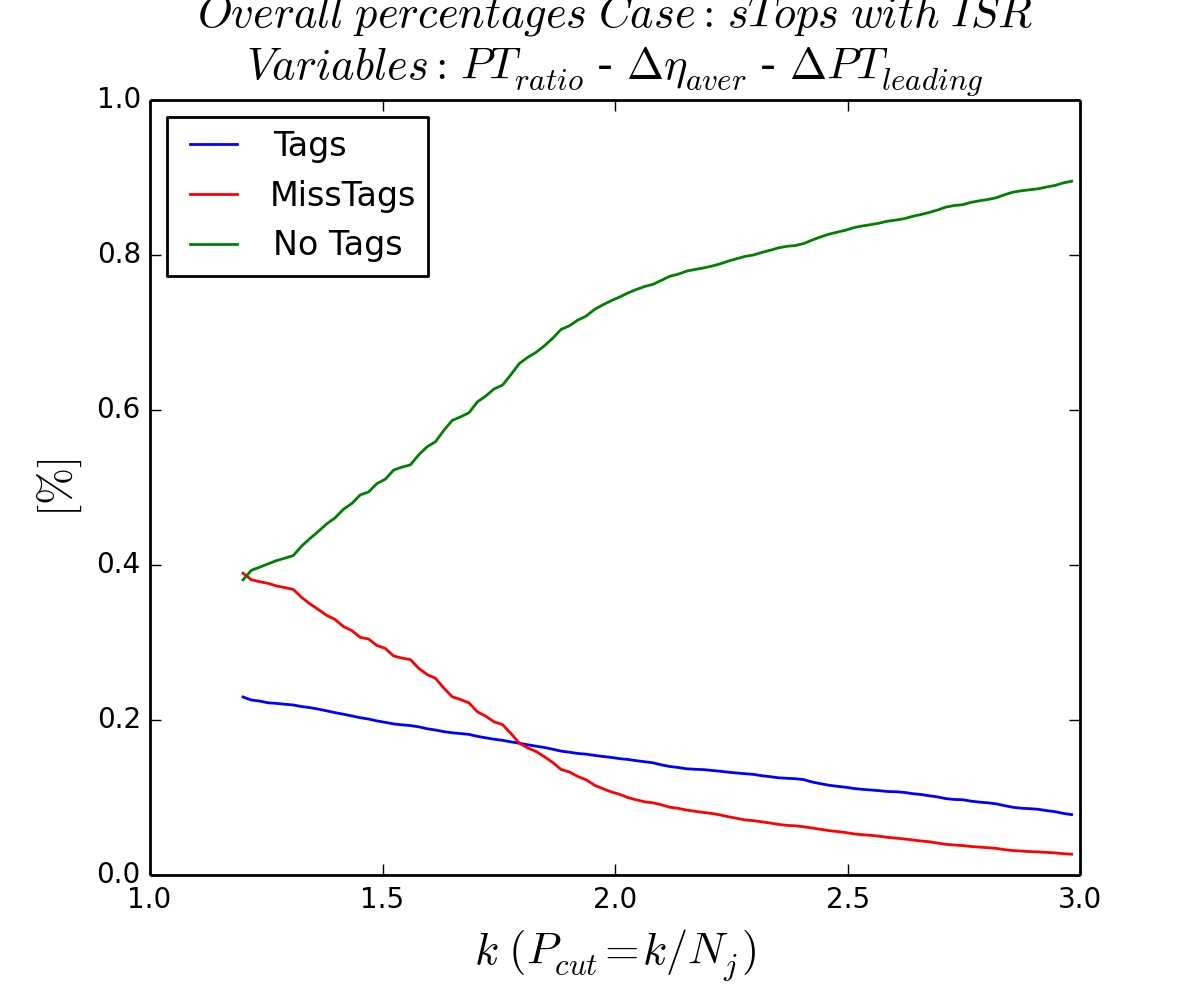 Overall percentages Case: sTops with ISR
Variables: PT_ratio - Δη_aver - ΔPT_leading
1.0
Tags
MissTags
No Tags
0.8
0.6
[%]
0.4
0.2
0.0
1.0 1.5 2.0 2.5 3.0
k (P_cut=k/N_j)